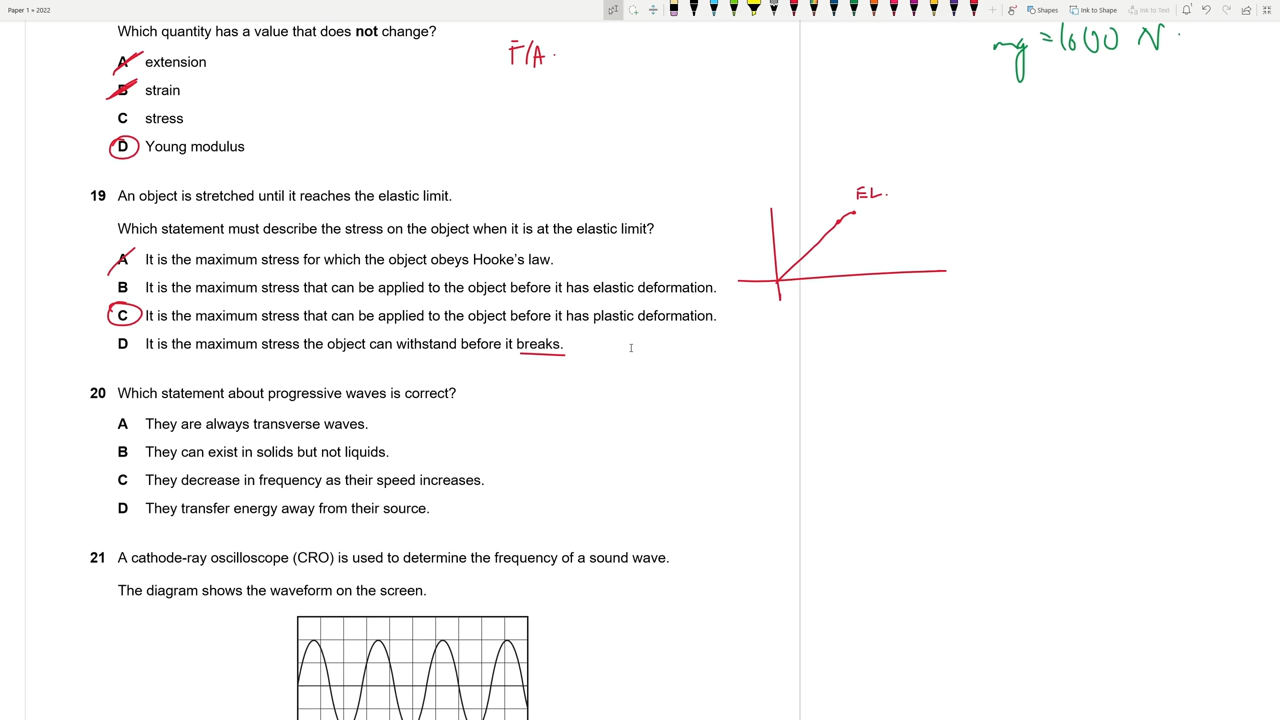 Paper 1 » 2022
Shapes
Ink to Shape
Ink to Text
Which quantity has a value that does not change?
F/A.
mg = 1600 N.
A extension
B strain
C stress
D Young modulus
19 An object is stretched until it reaches the elastic limit.
EL.
Which statement must describe the stress on the object when it is at the elastic limit?
A It is the maximum stress for which the object obeys Hooke's law.
B It is the maximum stress that can be applied to the object before it has elastic deformation.
C It is the maximum stress that can be applied to the object before it has plastic deformation.
D It is the maximum stress the object can withstand before it breaks.
20 Which statement about progressive waves is correct?
A They are always transverse waves.
B They can exist in solids but not liquids.
C They decrease in frequency as their speed increases.
D They transfer energy away from their source.
21 A cathode-ray oscilloscope (CRO) is used to determine the frequency of a sound wave.
The diagram shows the waveform on the screen.